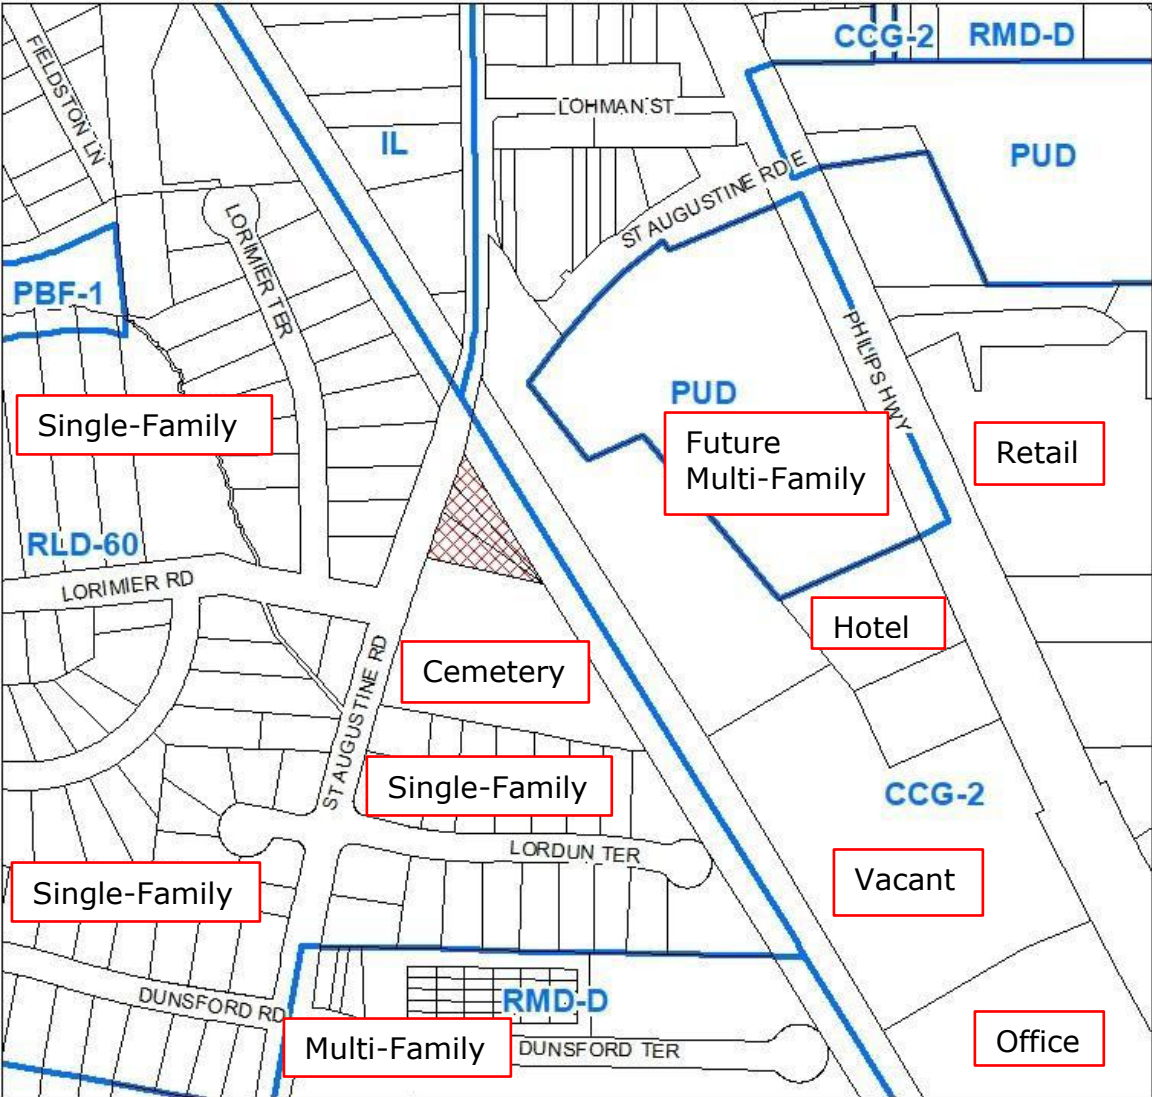 CCG-2
RMD-D
FIELDSTON LN
LOHMAN ST
IL
PUD
ST AUGUSTINE RD E
LORIMIER TER
PBF-1
PHILIPS HWY
PUD
Single-Family
Future
Multi-Family
Retail
RLD-60
LORIMIER RD
Hotel
Cemetery
ST AUGUSTINE RD
Single-Family
CCG-2
LORDUN TER
Single-Family
Vacant
DUNSFORD RD
RMD-D
Multi-Family
DUNSFORD TER
Office